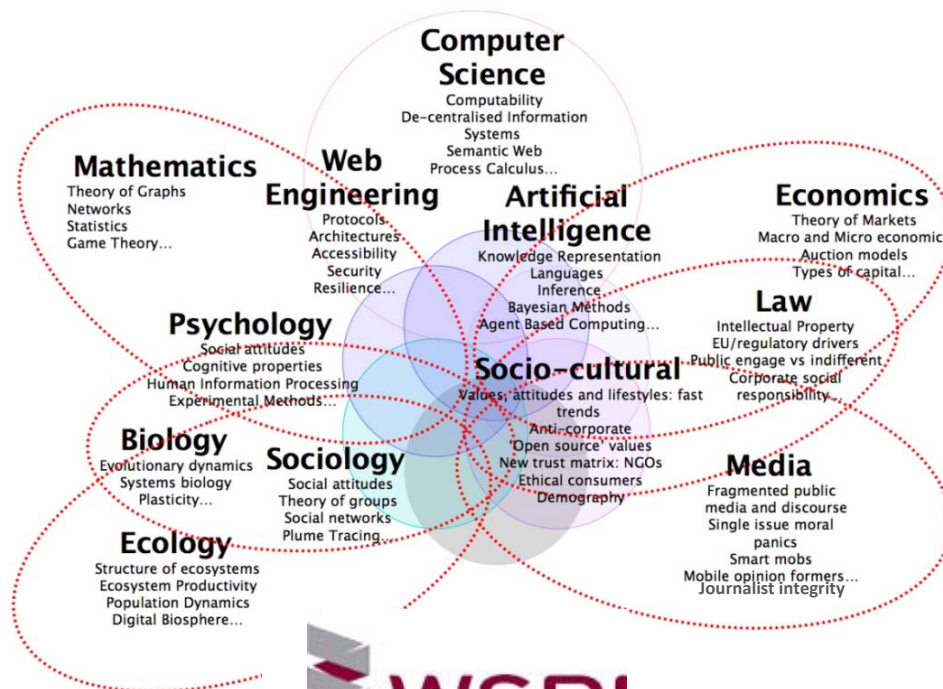 Computer
Science
Computability
De-centralised Information
Systems
Semantic Web
Process Calculus...
Mathematics
Theory of Graphs
Networks
Statistics
Game Theory...
Web
Engineering
Protocols
Architectures
Accessibility
Security
Resilience...
Artificial
Intelligence
Knowledge Representation
Languages
Inference
Bayesian Methods
Agent Based Computing...
Economics
Theory of Markets
Macro and Micro economic
Auction models
Types of capital...
Law
Intellectual Property
EU/regulatory drivers
Public engage vs indifferent
Corporate social
responsibility...
Psychology
Social attitudes
Cognitive properties
Human Information Processing
Experimental Methods...
Socio-cultural
Values, attitudes and lifestyles: fast
trends
Anti-corporate
'Open source' values
New trust matrix: NGOs
Ethical consumers
Demography
Biology
Evolutionary dynamics
Systems biology
Plasticity...
Sociology
Social attitudes
Theory of groups
Social networks
Plume Tracing...
Media
Fragmented public
media and discourse
Single issue moral
panics
Smart mobs
Mobile opinion formers...
Journalist integrity
Ecology
Structure of ecosystems
Ecosystem Productivity
Population Dynamics
Digital Biosphere...